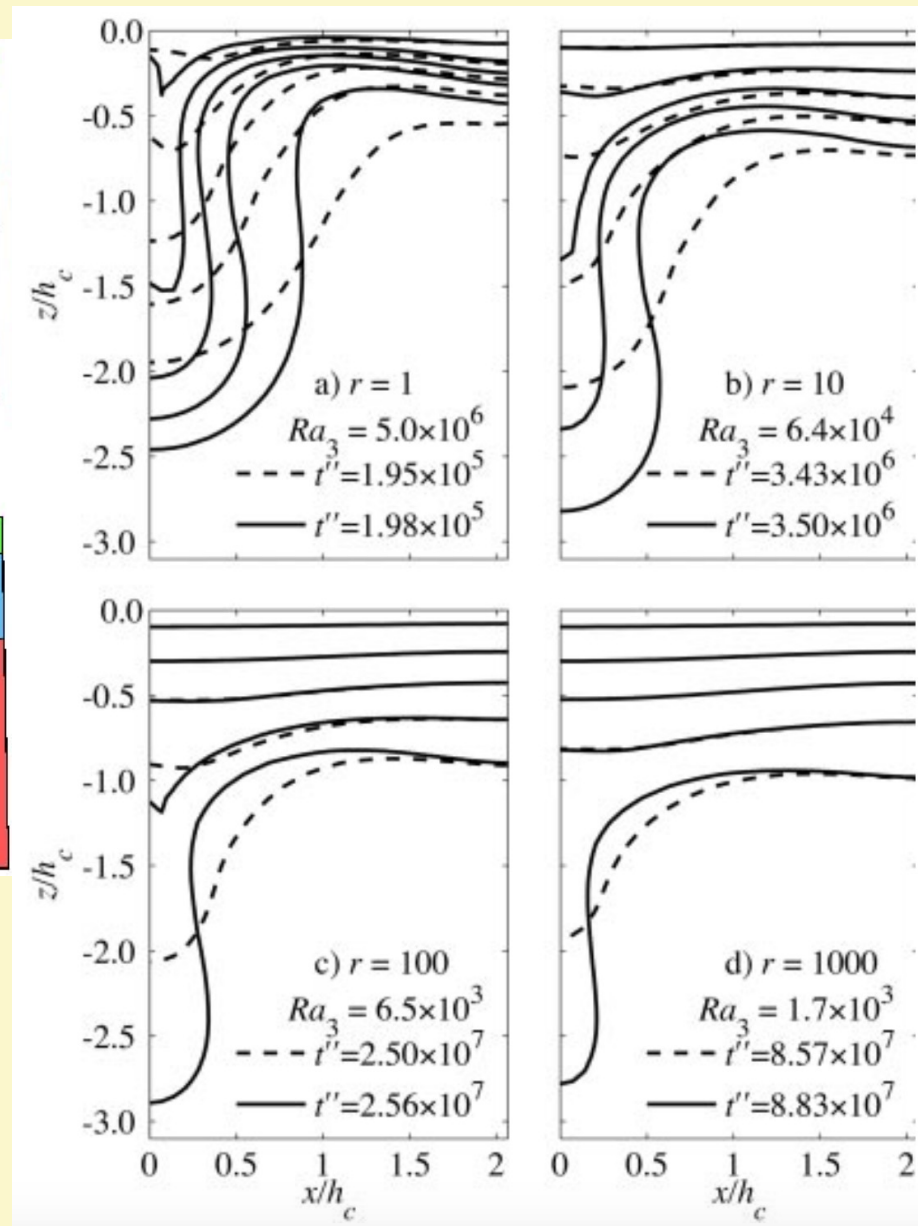 0.0
-0.5
-1.0
-1.5
-2.0
-2.5
-3.0
z/h_c
a) r = 1
Ra_3 = 5.0×10^6
t''=1.95×10^5
t''=1.98×10^5
b) r = 10
Ra_3 = 6.4×10^4
t''=3.43×10^6
t''=3.50×10^6
0.0
-0.5
-1.0
-1.5
-2.0
-2.5
-3.0
z/h_c
c) r = 100
Ra_3 = 6.5×10^3
t''=2.50×10^7
t''=2.56×10^7
d) r = 1000
Ra_3 = 1.7×10^3
t''=8.57×10^7
t''=8.83×10^7
0 0.5 1 1.5 2
x/h_c
0 0.5 1 1.5 2
x/h_c